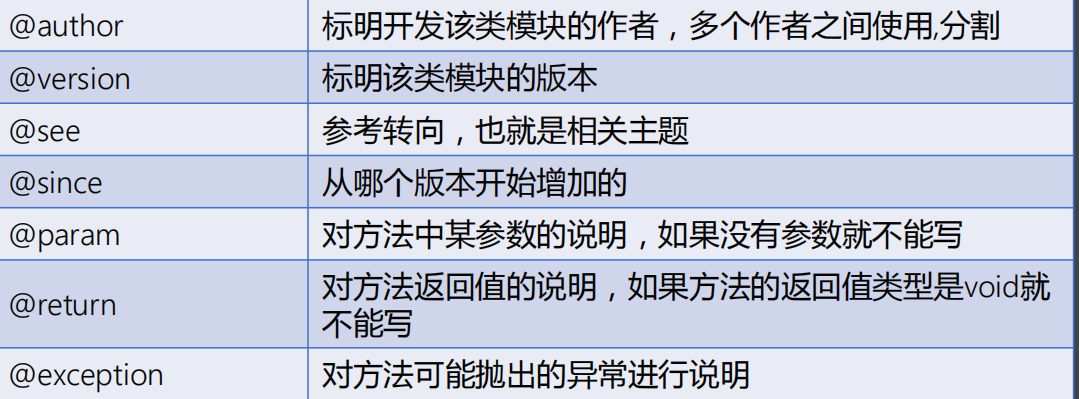 @author 标明开发该类模块的作者，多个作者之间使用,分割
@version 标明该类模块的版本
@see 参考转向，也就是相关主题
@since 从哪个版本开始增加的
@param 对方法中某参数的说明，如果没有参数就不能写
@return 对方法返回值的说明，如果方法的返回值类型是void就
不能写
@exception 对方法可能抛出的异常进行说明